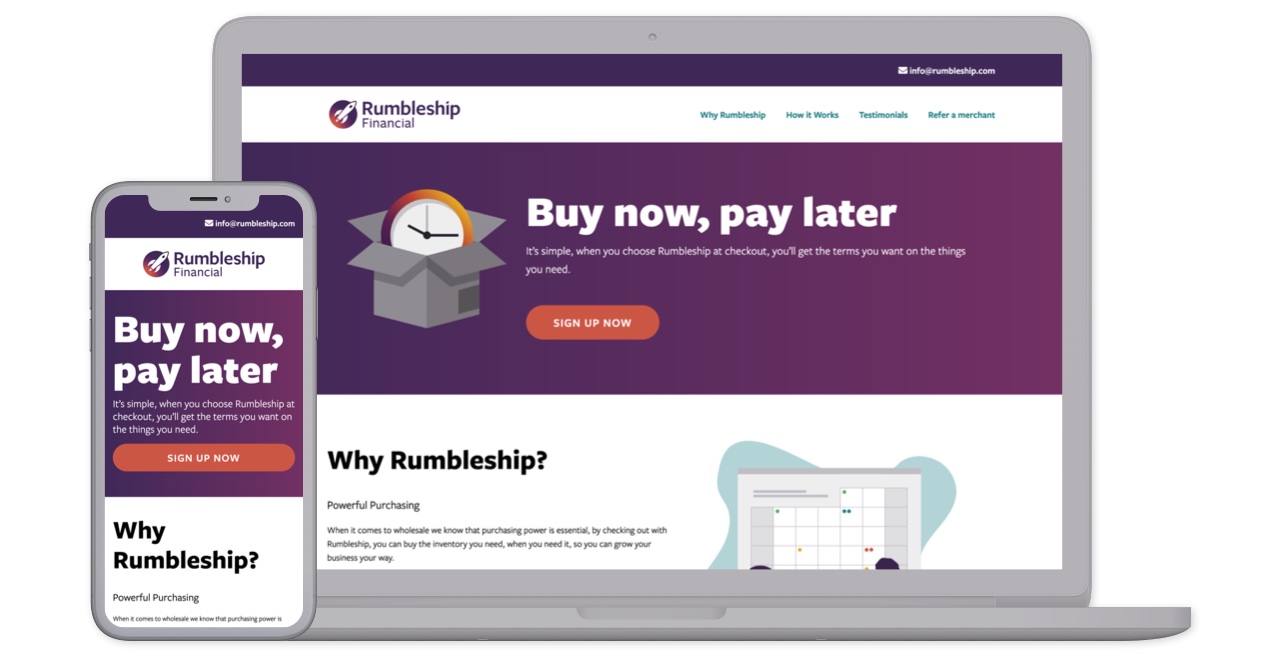 info@rumbleship.com
Rumbleship
Financial
Why Rumbleship How it Works Testimonials Refer a merchant
Buy now, pay later
It's simple, when you choose Rumbleship at checkout, you'll get the terms you want on the things
you need.
SIGN UP NOW
Why Rumbleship?
Powerful Purchasing
When it comes to wholesale we know that purchasing power is essential, by checking out with
Rumbleship, you can buy the inventory you need, when you need it, so you can grow your
business your way.
info@rumbleship.com
Rumbleship
Financial
Buy now,
pay later
It's simple, when you choose Rumbleship at
checkout, you'll get the terms you want on
the things you need.
SIGN UP NOW
Why
Rumbleship?
Powerful Purchasing
When it comes to wholesale we know that purchasing power is